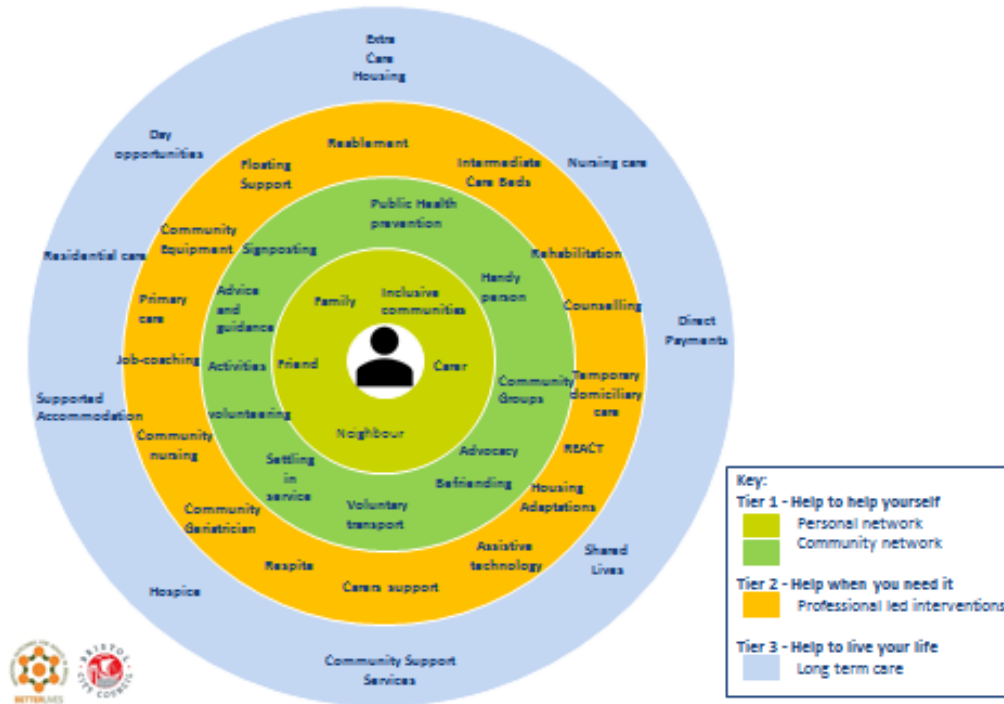 Extra
Care
Housing
Day
opportunities
Reablement
Floating
Support
Intermediate
Care Beds
Nursing care
Public Health
prevention
Community
Equipment
Signposting
Residential care
Rehabilitation
Handy
person
Advice
and
guidance
Family
Inclusive
communities
Primary
care
Counselling
Direct
Payments
Job-coaching
Activities
Friend
Carer
Community
Groups
Temporary
domiciliary
care
Supported
Accommodation
volunteering
Neighbour
Community
nursing
REACT
Advocacy
Settling
in
service
Befriending
Housing
Adaptations
Voluntary
transport
Community
Geriatrician
Assistive
technology
Shared
Lives
Respite
Carers support
Hospice
Community Support
Services
Key:
Tier 1 - Help to help yourself
Personal network
Community network
Tier 2 - Help when you need it
Professional led interventions
Tier 3 - Help to live your life
Long term care
BETTERLIVES
BRISTOL
CITY COUNCIL